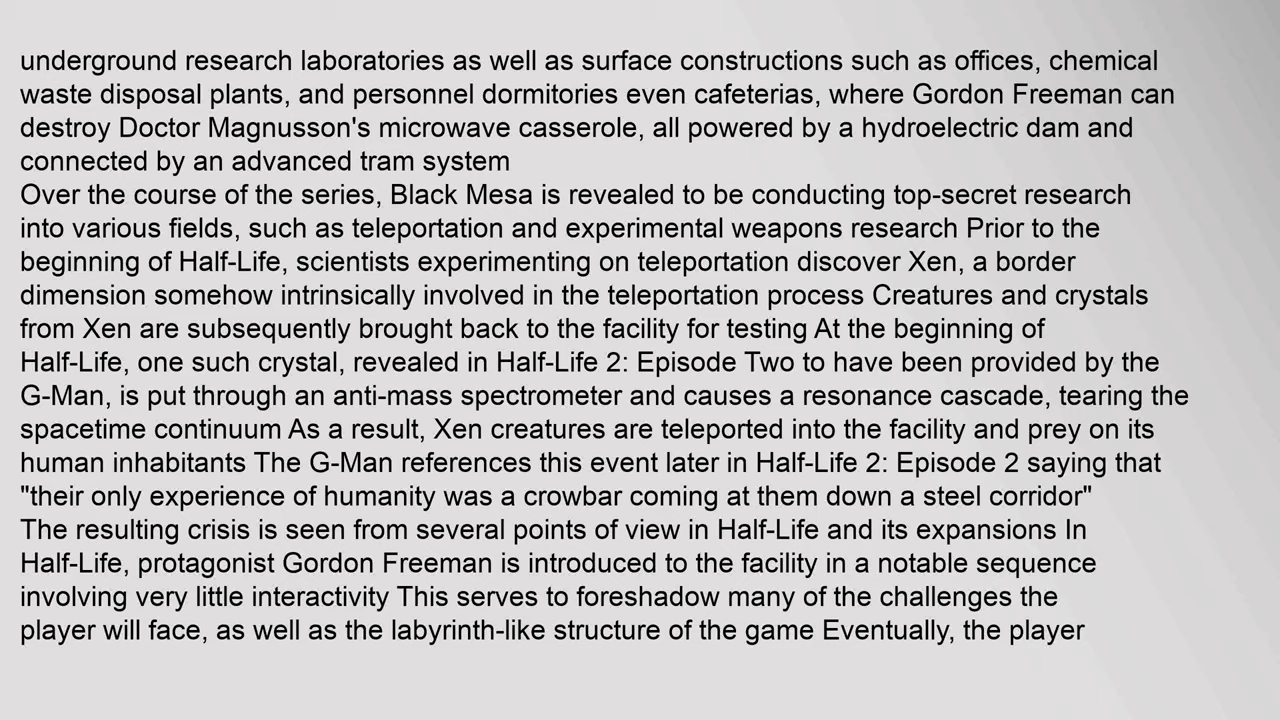 underground research laboratories as well as surface constructions such as offices, chemical
waste disposal plants, and personnel dormitories even cafeterias, where Gordon Freeman can
destroy Doctor Magnusson's microwave casserole, all powered by a hydroelectric dam and
connected by an advanced tram system
Over the course of the series, Black Mesa is revealed to be conducting top-secret research
into various fields, such as teleportation and experimental weapons research Prior to the
beginning of Half-Life, scientists experimenting on teleportation discover Xen, a border
dimension somehow intrinsically involved in the teleportation process Creatures and crystals
from Xen are subsequently brought back to the facility for testing At the beginning of
Half-Life, one such crystal, revealed in Half-Life 2: Episode Two to have been provided by the
G-Man, is put through an anti-mass spectrometer and causes a resonance cascade, tearing the
spacetime continuum As a result, Xen creatures are teleported into the facility and prey on its
human inhabitants The G-Man references this event later in Half-Life 2: Episode 2 saying that
"their only experience of humanity was a crowbar coming at them down a steel corridor"
The resulting crisis is seen from several points of view in Half-Life and its expansions In
Half-Life, protagonist Gordon Freeman is introduced to the facility in a notable sequence
involving very little interactivity This serves to foreshadow many of the challenges the
player will face, as well as the labyrinth-like structure of the game Eventually, the player